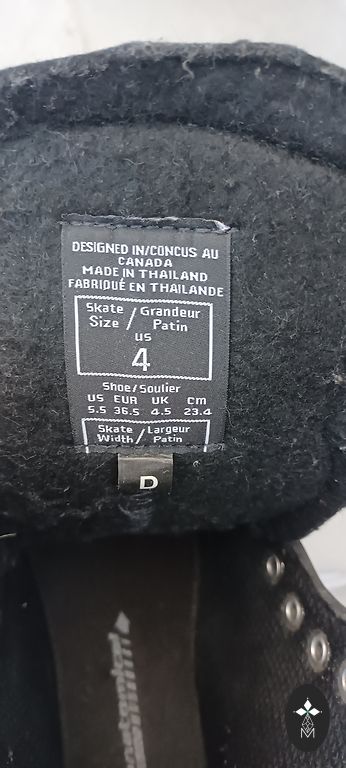 DESIGNED IN/CONCUS AU
CANADA
MADE IN THAILAND
FABRIQUÉ EN THAILANDE
Skate / Grandeur
Size / Patin
US
4
Shoe/Soulier
US EUR UK Cm
5.5 36.5 4.5 23.4
Skate / Largeur
Width / Patin
D